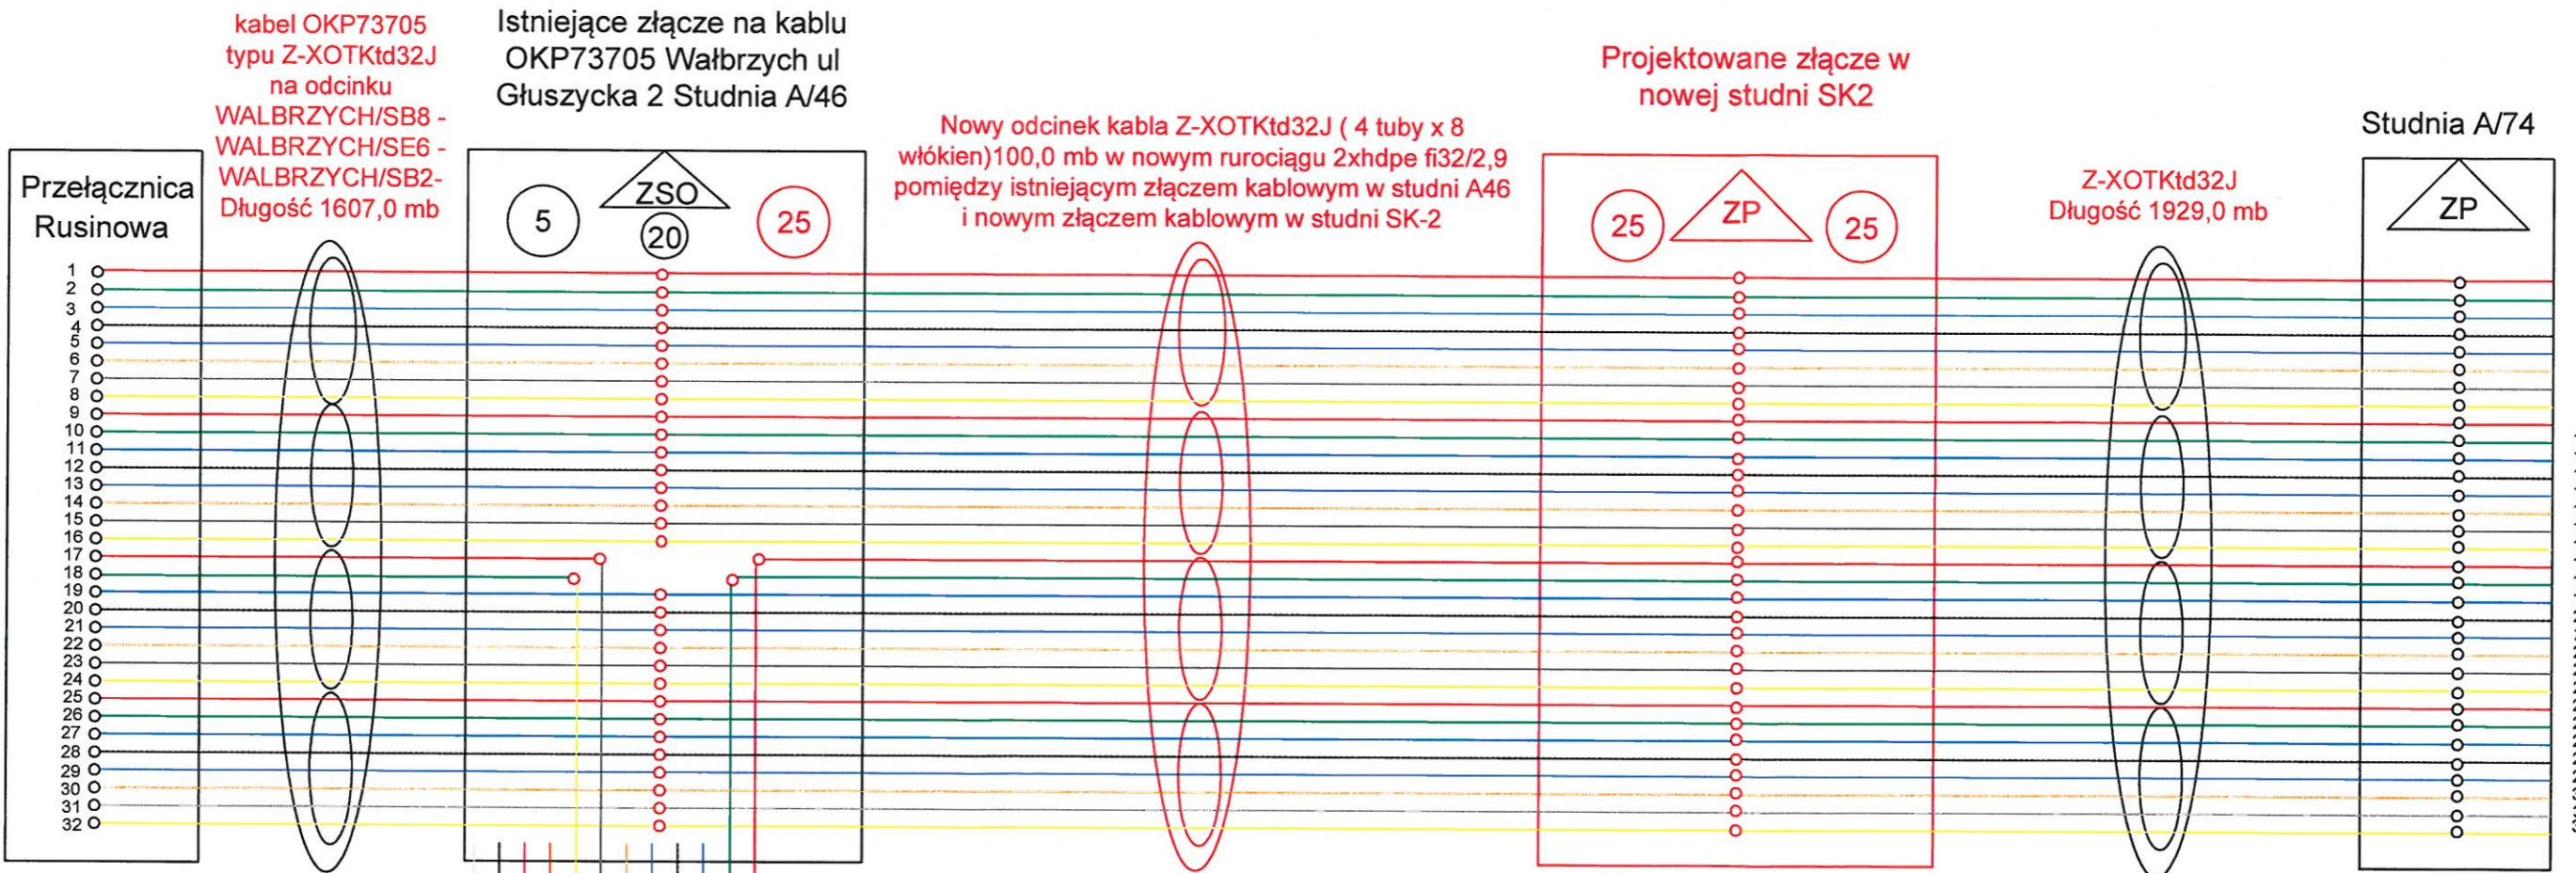 kabel OKP73705
typu Z-XOTKtd32J
na odcinku
WALBRZYCH/SB8 -
WALBRZYCH/SE6 -
WALBRZYCH/SB2-
Długość 1607,0 mb
Istniejące złącze na kablu
OKP73705 Wałbrzych ul
Głuszycka 2 Studnia A/46
Nowy odcinek kabla Z-XOTKtd32J ( 4 tuby x 8
włókien)100,0 mb w nowym rurociągu 2xhdpe fi32/2,9
pomiędzy istniejącym złączem kablowym w studni A46
i nowym złączem kablowym w studni SK-2
Projektowane złącze w
nowej studni SK2
Z-XOTKtd32J
Długość 1929,0 mb
Studnia A/74
Przełącznica
Rusinowa
5
ZSO
20
25
25
ZP
25
ZP
1
2
3
4
5
6
7
8
9
10
11
12
13
14
15
16
17
18
19
20
21
22
23
24
25
26
27
28
29
30
31
32